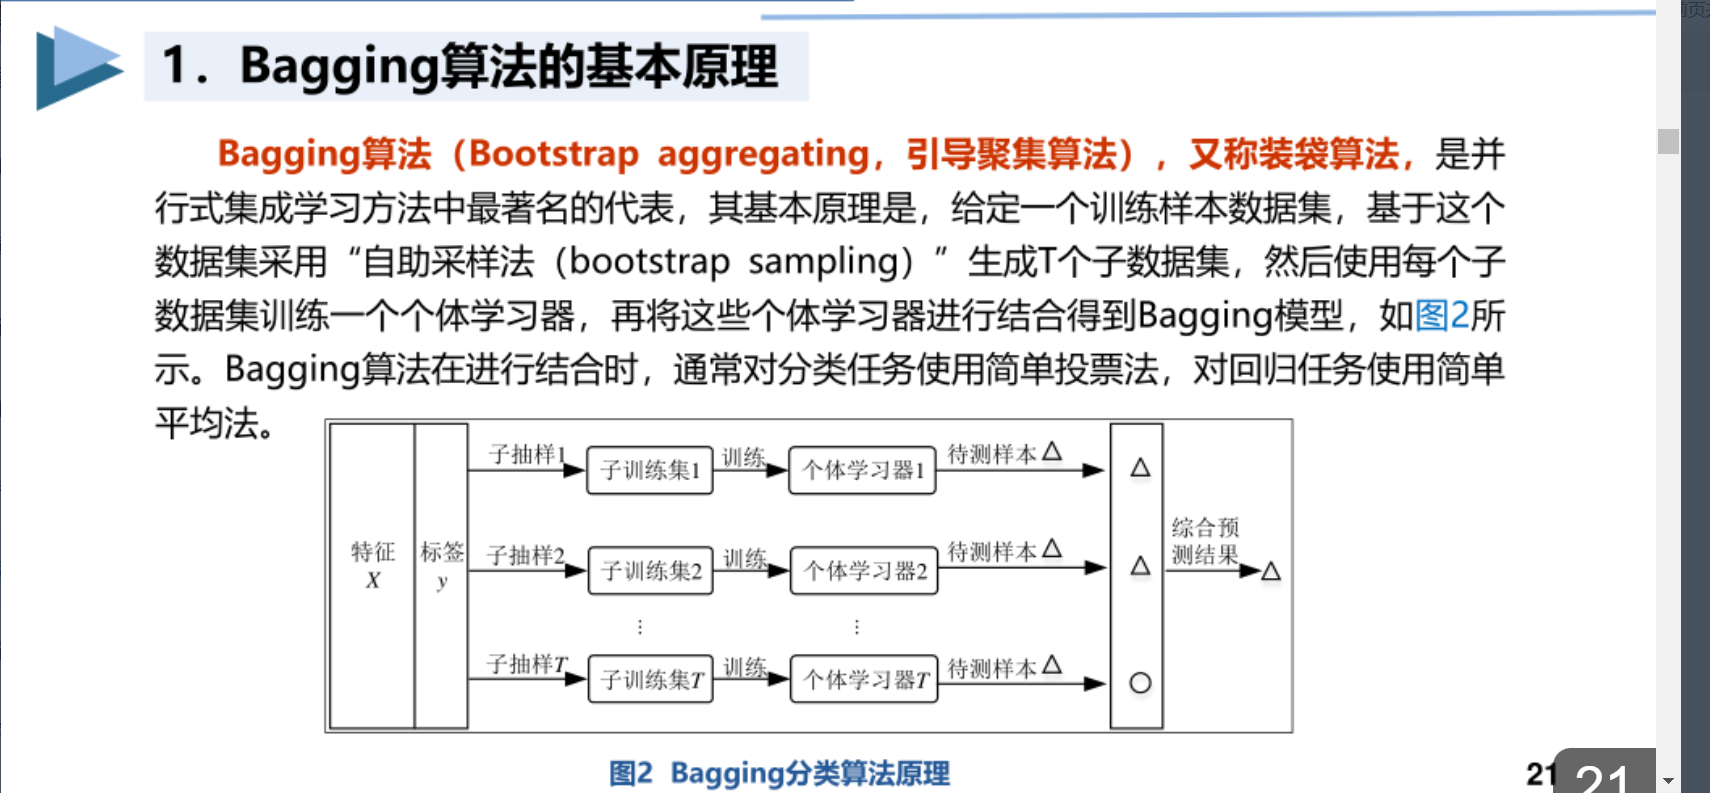 1. Bagging算法的基本原理
Bagging算法（Bootstrap aggregating，引导聚集算法），又称装袋算法，是并
行式集成学习方法中最著名的代表，其基本原理是，给定一个训练样本数据集，基于这个
数据集采用“自助采样法（bootstrap sampling）”生成T个子数据集，然后使用每个子
数据集训练一个个体学习器，再将这些个体学习器进行结合得到Bagging模型，如图2所
示。Bagging算法在进行结合时，通常对分类任务使用简单投票法，对回归任务使用简单
平均法。
特征
X
标签
y
子抽样1
子训练集1
训练
个体学习器1
待测样本△
△
子抽样2
子训练集2
训练
个体学习器2
待测样本△
△
⋮
⋮
子抽样T
子训练集T
训练
个体学习器T
待测样本△
○
综合预
测结果
△
图2 Bagging分类算法原理
21
21